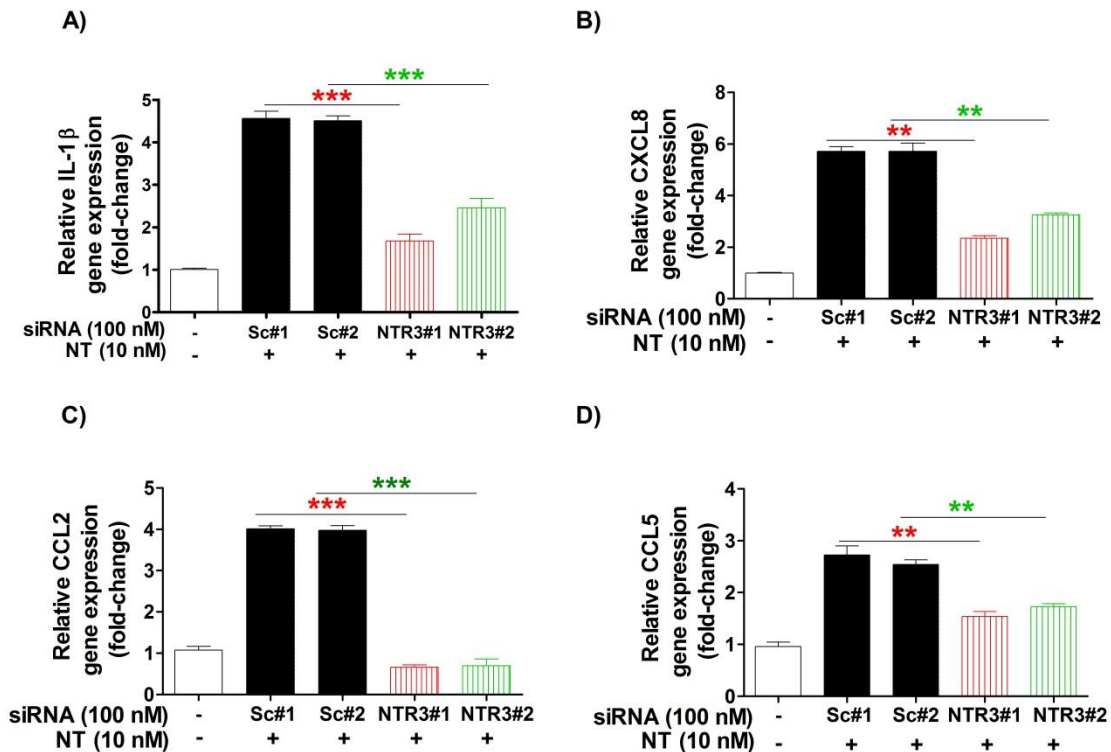 A)
Relative IL-1β
gene expression
(fold-change)
5
4
3
2
1
0
***
***
siRNA (100 nM) - Sc#1 Sc#2 NTR3#1 NTR3#2
NT (10 nM) - + + + +
B)
Relative CXCL8
gene expression
(fold-change)
8
6
4
2
0
**
**
siRNA (100 nM) - Sc#1 Sc#2 NTR3#1 NTR3#2
NT (10 nM) - + + + +
C)
Relative CCL2
gene expression
(fold-change)
5
4
3
2
1
0
***
***
siRNA (100 nM) - Sc#1 Sc#2 NTR3#1 NTR3#2
NT (10 nM) - + + + +
D)
Relative CCL5
gene expression
(fold-change)
4
3
2
1
0
**
**
siRNA (100 nM) - Sc#1 Sc#2 NTR3#1 NTR3#2
NT (10 nM) - + + + +